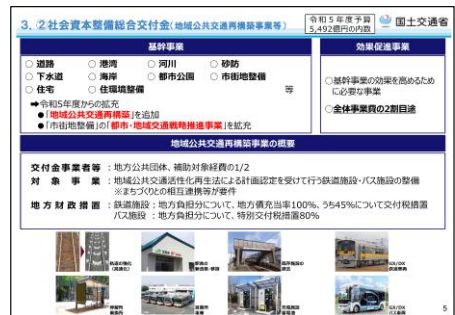 3. ②社会資本整備総合交付金(地域公共交通再構築事業等)
令和5年度予算
5,492億円の内数
国土交通省
基幹事業
○ 道路 ○ 港湾 ○ 河川 ○ 砂防
○ 下水道 ○ 海岸 ○ 都市公園 ○ 市街地整備
○ 住宅 ○ 住環境整備 等
➡令和5年度からの拡充
●「地域公共交通再構築」を追加
●「市街地整備」の「都市・地域交通戦略推進事業」を拡充
効果促進事業
○基幹事業の効果を高めるため
に必要な事業
○全体事業費の2割目途
地域公共交通再構築事業の概要
交付金事業者等 : 地方公共団体、補助対象経費の1/2
対象事業 : 地域公共交通活性化再生法による計画認定を受けて行う鉄道施設・バス施設の整備
※まちづくりとの相互連携等が要件
地方財政措置 : 鉄道施設:地方負担分について、地方債充当率100%、うち45%について交付税措置
バス施設 : 地方負担分について、特別交付税措置80%
5